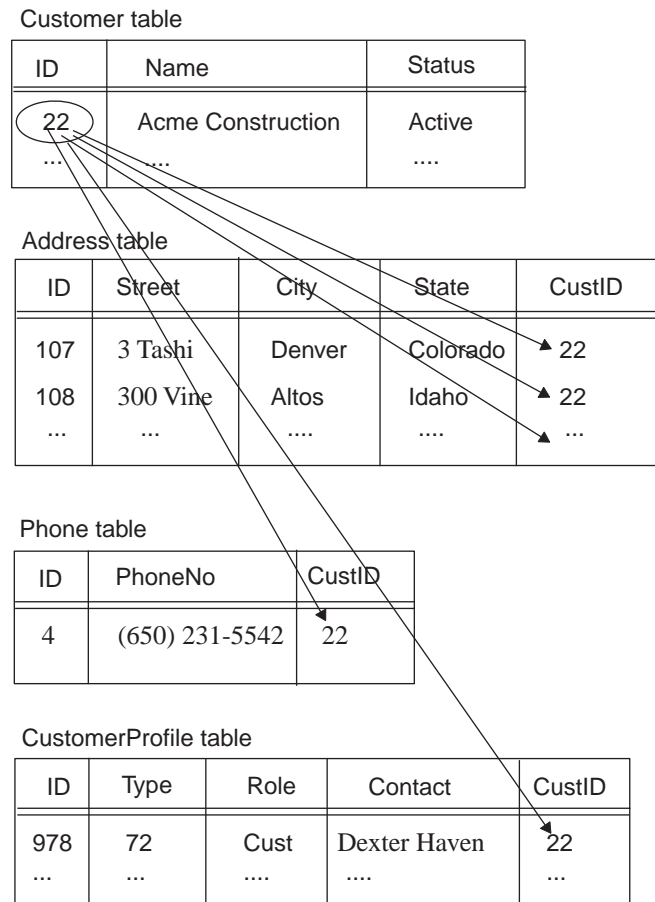 Customer table
ID Name Status
22 Acme Construction Active
... .... ....
Address table
ID Street City State CustID
107 3 Tashi Denver Colorado 22
108 300 Vine Altos Idaho 22
... ... .... .... ...
Phone table
ID PhoneNo CustID
4 (650) 231-5542 22
CustomerProfile table
ID Type Role Contact CustID
978 72 Cust Dexter Haven 22
... ... .... .... ...